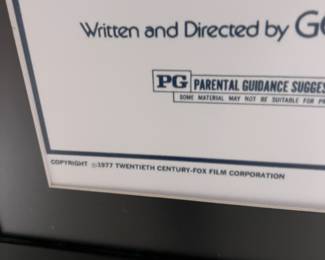 Written and Directed by
PG PARENTAL GUIDANCE
SOME MATERIAL MAY NOT BE SUITABLE FOR
COPYRIGHT ©1977 TWENTIETH CENTURY-FOX FILM CORPORATION